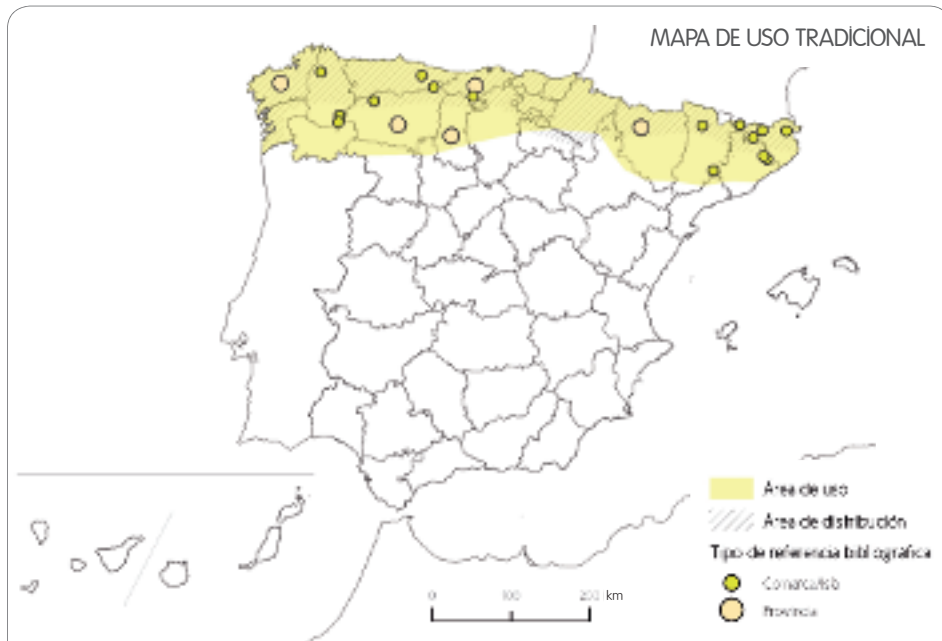 MAPA DE USO TRADICIONAL
Área de uso
Área de distribución
Tipo de referencia bibliográfica
Comarca/Isla
Provincia
0 100 200 km